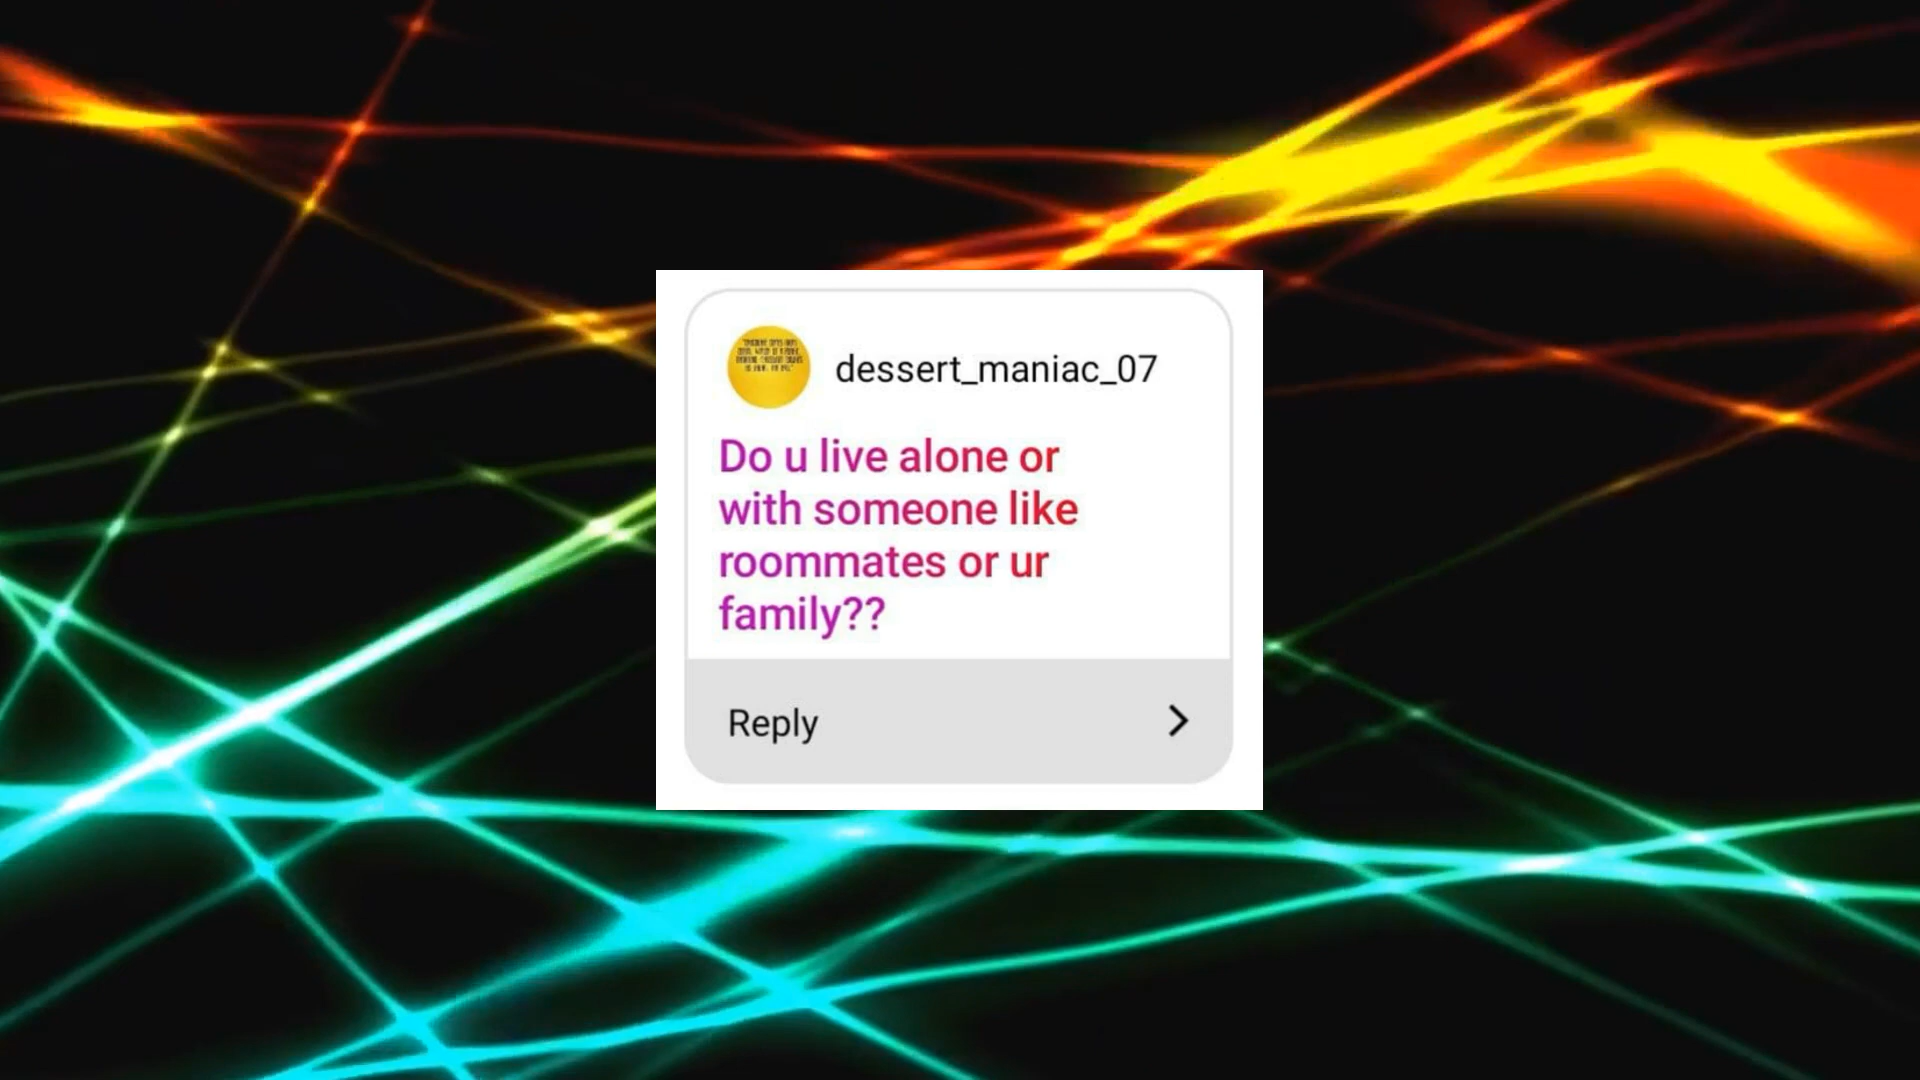 dessert_maniac_07
Do u live alone or
with someone like
roommates or ur
family??
Reply